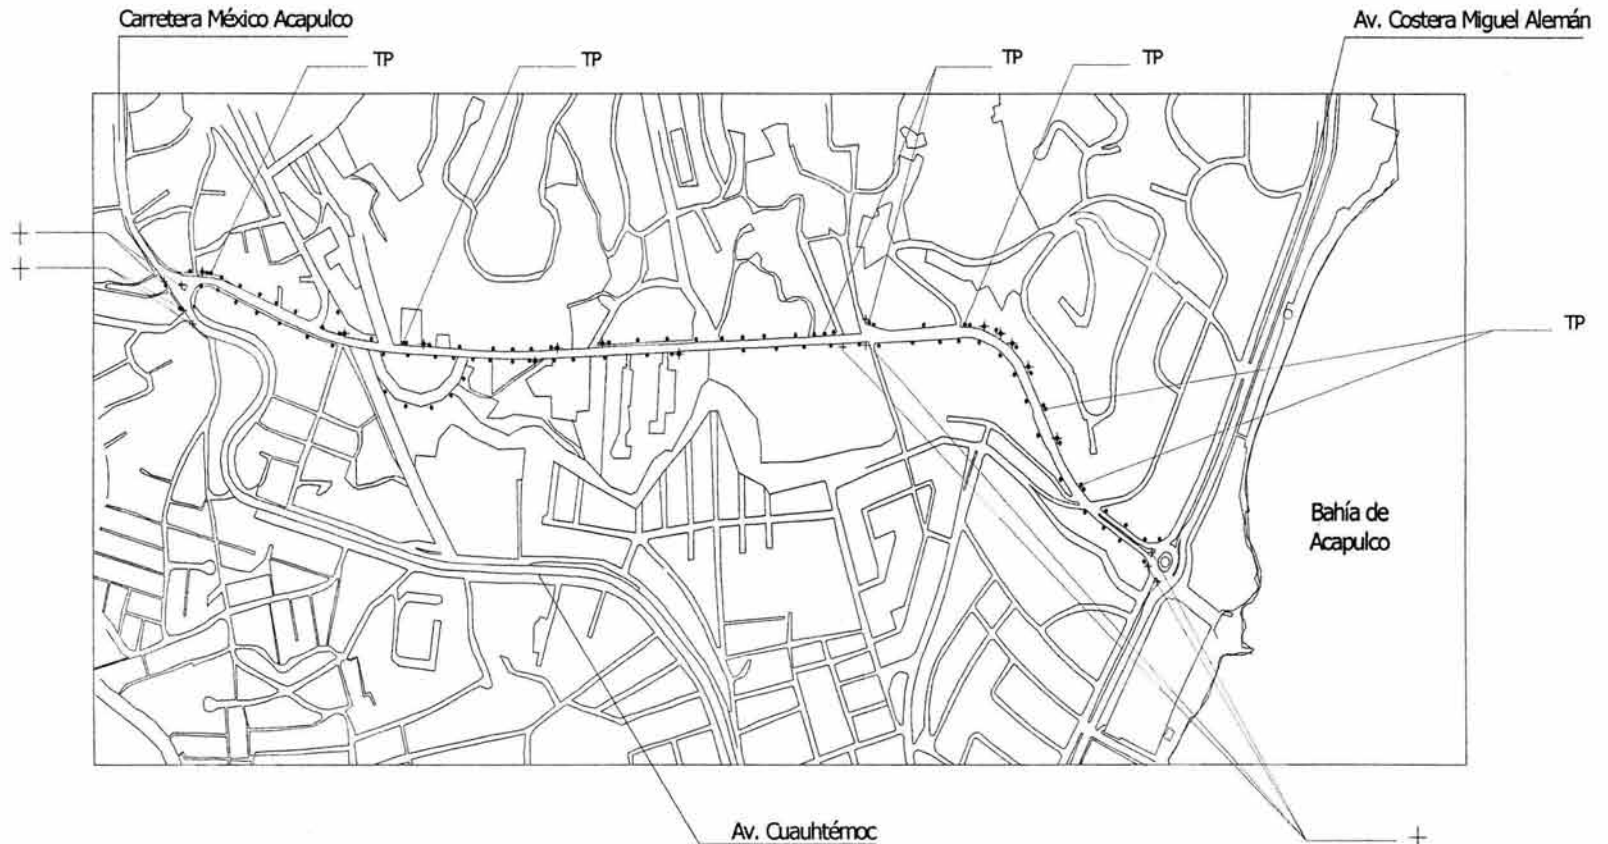 Carretera México Acapulco
Av. Costera Miguel Alemán
TP
TP
TP
TP
TP
Bahía de
Acapulco
Av. Cuauhtémoc